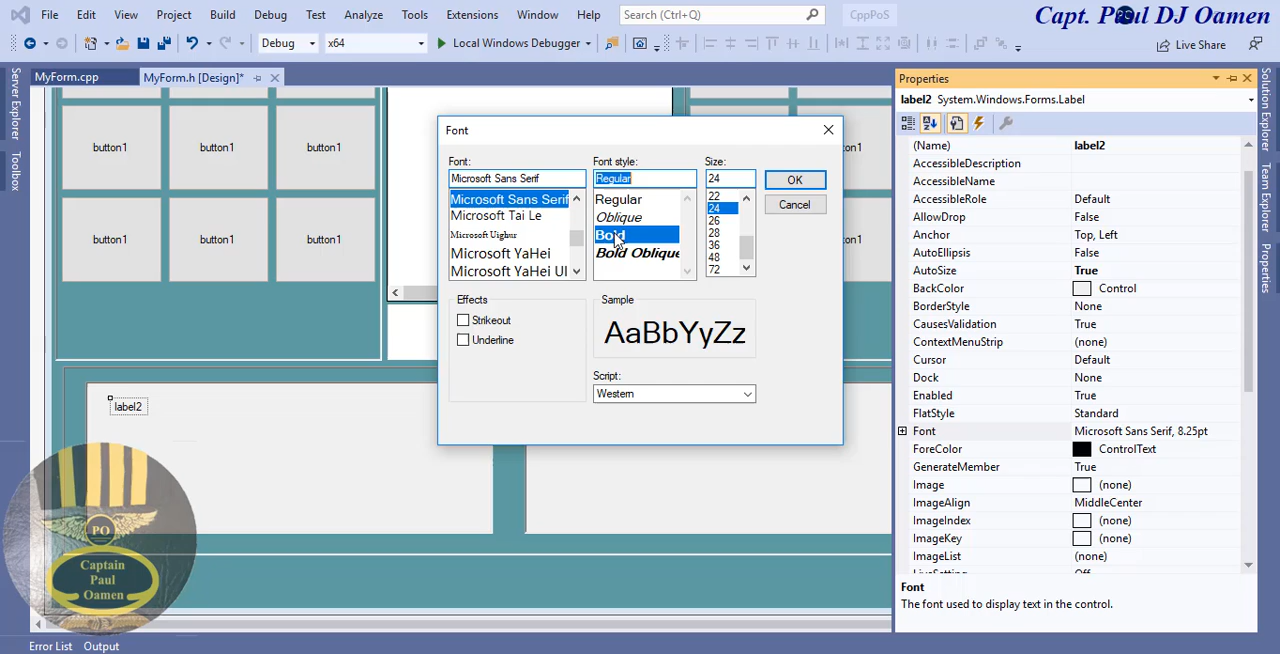 File Edit View Project Build Debug Test Analyze Tools Extensions Window Help Search (Ctrl+Q) CppPoS
Capt. Paul DJ Oamen
Debug x64 Local Windows Debugger Live Share
MyForm.cpp MyForm.h [Design]*
Server Explorer
Toolbox
button1 button1 button1
button1 button1 button1
button1
button1
label2
PO
Captain
Paul
Oamen
Font
Font: Font style: Size:
Microsoft Sans Serif Regular 24 OK
Microsoft Sans Serif Regular 22
Microsoft Tai Le Oblique 24 Cancel
Microsoft Uighur Bold 26
Microsoft YaHei Bold Oblique 28
Microsoft YaHei UI 36
48
72
Effects Sample
Strikeout
Underline
AaBbYyZz
Script:
Western
Properties
label2 System.Windows.Forms.Label
(Name) label2
AccessibleDescription
AccessibleName
AccessibleRole Default
AllowDrop False
Anchor Top, Left
AutoEllipsis False
AutoSize True
BackColor Control
BorderStyle None
CausesValidation True
ContextMenuStrip (none)
Cursor Default
Dock None
Enabled True
FlatStyle Standard
Font Microsoft Sans Serif, 8.25pt
ForeColor ControlText
GenerateMember True
Image (none)
ImageAlign MiddleCenter
ImageIndex (none)
ImageKey (none)
ImageList (none)
LiveSetting Off
Font
The font used to display text in the control.
Solution Explorer
Team Explorer
Properties
Error List Output